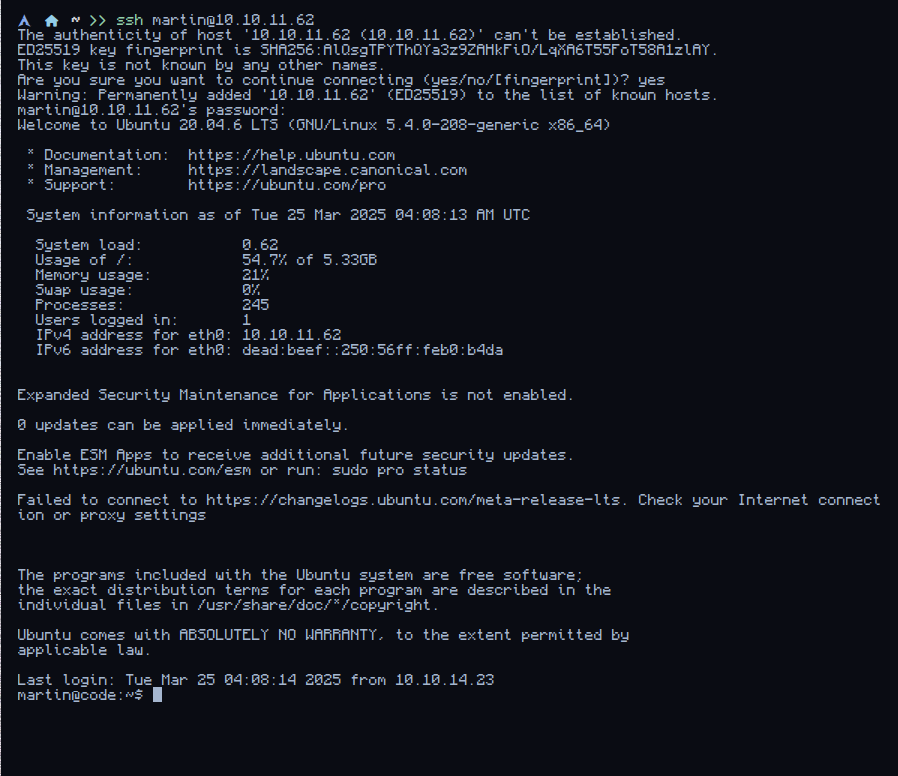 ~ >> ssh martin@10.10.11.62
The authenticity of host '10.10.11.62 (10.10.11.62)' can't be established.
ED25519 key fingerprint is SHA256:AlQsgTPYThQYa3z9ZAHkFiO/LqXA6T55FoT58A1zlAY.
This key is not known by any other names.
Are you sure you want to continue connecting (yes/no/[fingerprint])? yes
Warning: Permanently added '10.10.11.62' (ED25519) to the list of known hosts.
martin@10.10.11.62's password:
Welcome to Ubuntu 20.04.6 LTS (GNU/Linux 5.4.0-208-generic x86_64)
* Documentation:  https://help.ubuntu.com
* Management:     https://landscape.canonical.com
* Support:        https://ubuntu.com/pro
System information as of Tue 25 Mar 2025 04:08:13 AM UTC
System load:           0.62
Usage of /:            54.7% of 5.33GB
Memory usage:          21%
Swap usage:            0%
Processes:             245
Users logged in:       1
IPv4 address for eth0: 10.10.11.62
IPv6 address for eth0: dead:beef::250:56ff:feb0:b4da
Expanded Security Maintenance for Applications is not enabled.
0 updates can be applied immediately.
Enable ESM Apps to receive additional future security updates.
See https://ubuntu.com/esm or run: sudo pro status
Failed to connect to https://changelogs.ubuntu.com/meta-release-lts. Check your Internet connect
ion or proxy settings
The programs included with the Ubuntu system are free software;
the exact distribution terms for each program are described in the
individual files in /usr/share/doc/*/copyright.
Ubuntu comes with ABSOLUTELY NO WARRANTY, to the extent permitted by
applicable law.
Last login: Tue Mar 25 04:08:14 2025 from 10.10.14.23
martin@code:~$